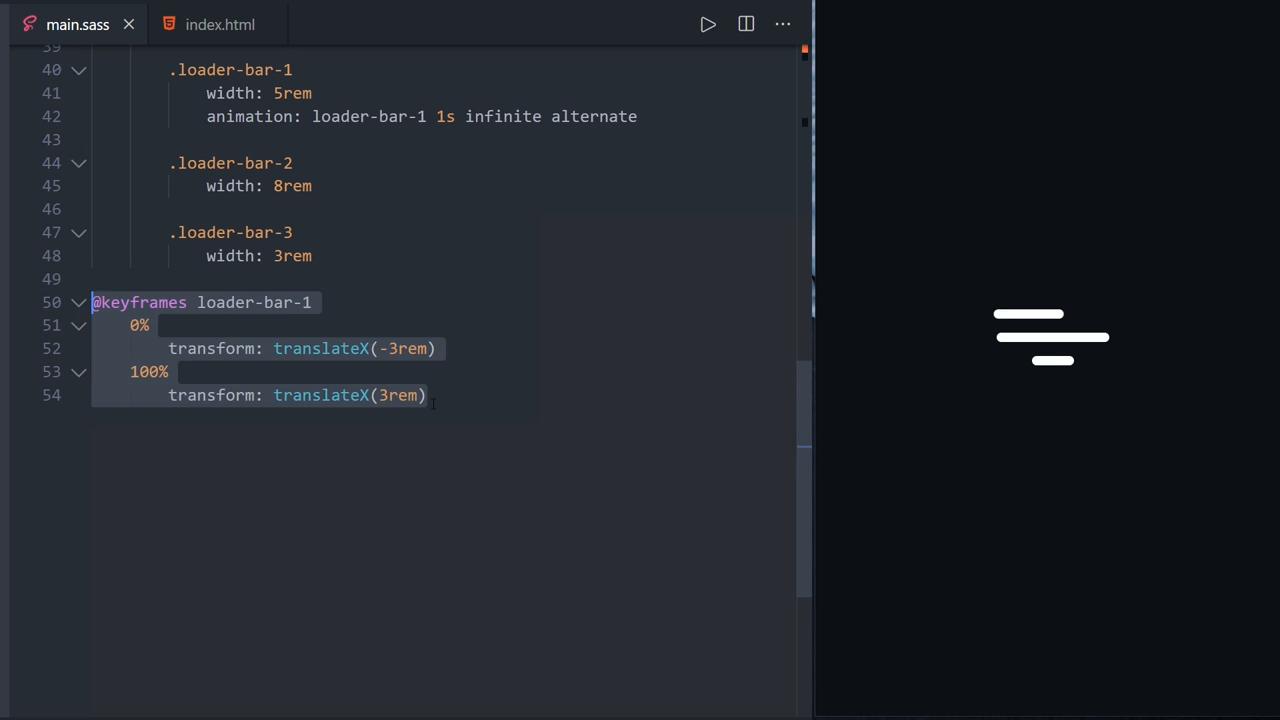 main.sass
index.html
39
40 .loader-bar-1
41 width: 5rem
42 animation: loader-bar-1 1s infinite alternate
43
44 .loader-bar-2
45 width: 8rem
46
47 .loader-bar-3
48 width: 3rem
49
50 @keyframes loader-bar-1
51 0%
52 transform: translateX(-3rem)
53 100%
54 transform: translateX(3rem)